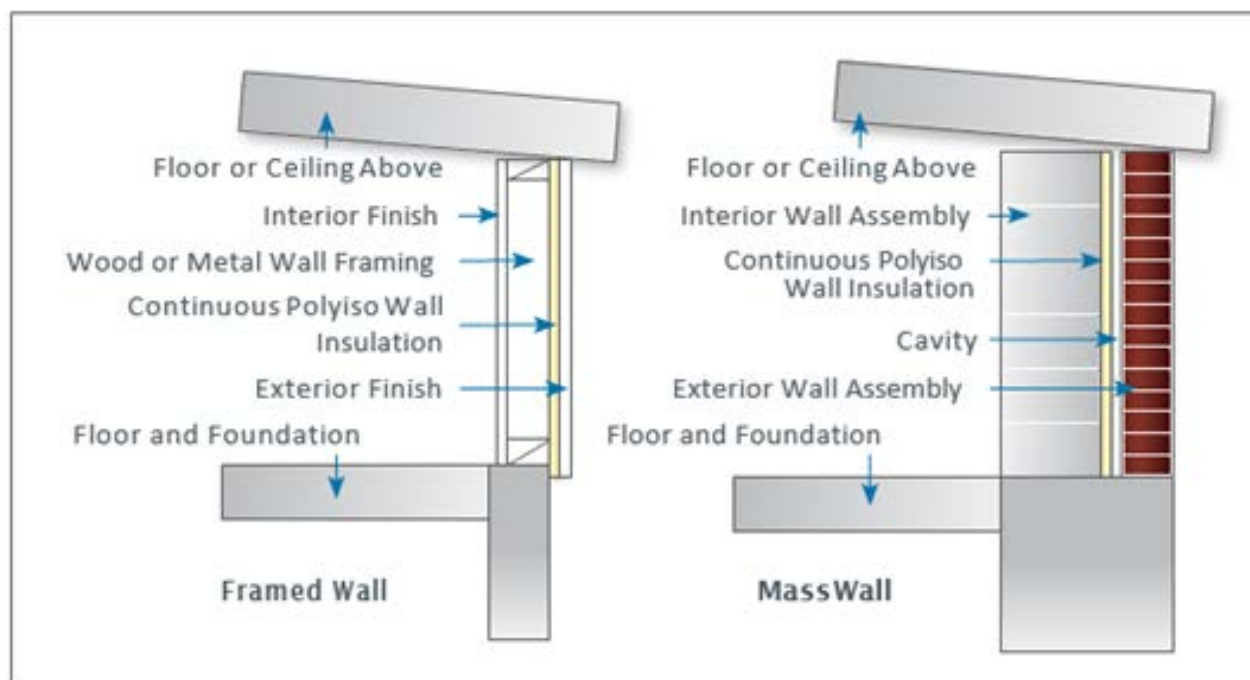 Floor or Ceiling Above
Interior Finish
Wood or Metal Wall Framing
Continuous Polyiso Wall
Insulation
Exterior Finish
Floor and Foundation
Framed Wall
Floor or Ceiling Above
Interior Wall Assembly
Continuous Polyiso
Wall Insulation
Cavity
Exterior Wall Assembly
Floor and Foundation
Mass Wall